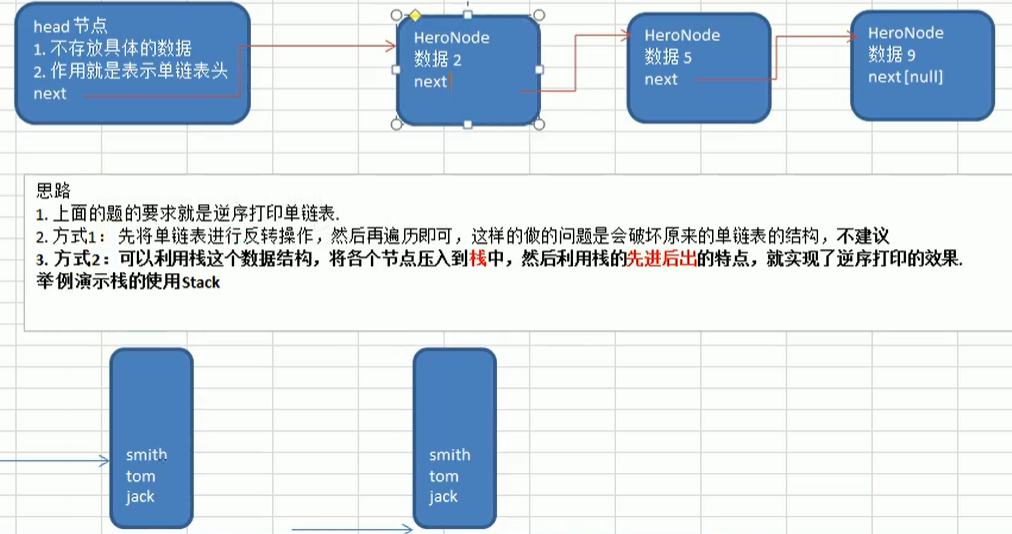 head 节点
1. 不存放具体的数据
2. 作用就是表示单链表头
next
HeroNode
数据 2
next
HeroNode
数据 5
next
HeroNode
数据 9
next [null]
思路
1. 上面的题的要求就是逆序打印单链表.
2. 方式1： 先将单链表进行反转操作，然后再遍历即可，这样的做的问题是会破坏原来的单链表的结构，不建议
3. 方式2：可以利用栈这个数据结构，将各个节点压入到栈中，然后利用栈的先进后出的特点，就实现了逆序打印的效果.
举例演示栈的使用Stack
smith
tom
jack
smith
tom
jack